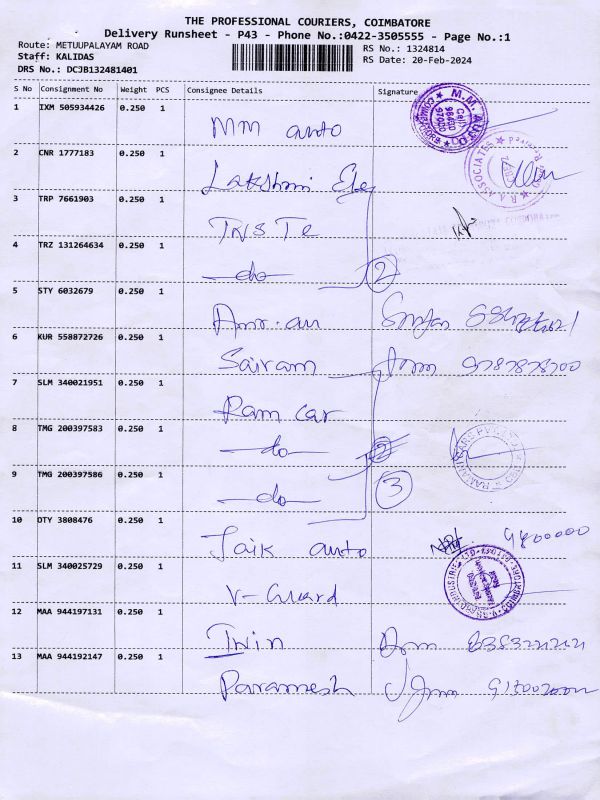 THE PROFESSIONAL COURIERS, COIMBATORE
Delivery Runsheet - P43 - Phone No.:0422-3505555 - Page No.:1
Route: METUUPALAYAM ROAD
RS No.: 1324814
Staff: KALIDAS
RS Date: 20-Feb-2024
DRS No.: DCJB132481401
S No Consignment No Weight PCS Consignee Details Signature
1 IXM 505934426 0.250 1
MM auto
2 CNR 1777183 0.250 1
Lakshmi Ele
3 TRP 7661903 0.250 1
4 TRZ 131264634 0.250 1
do 2
5 STY 6032679 0.250 1
6 KUR 558872726 0.250 1
Sairam
7 SLM 340021951 0.250 1
Ram Car
8 TMG 200397583 0.250 1
do
9 TMG 200397586 0.250 1
do 3
10 DTY 3808476 0.250 1
Jaik auto
11 SLM 340025729 0.250 1
V-Guard
12 MAA 944197131 0.250 1
Twin
13 MAA 944192147 0.250 1
Paramesh